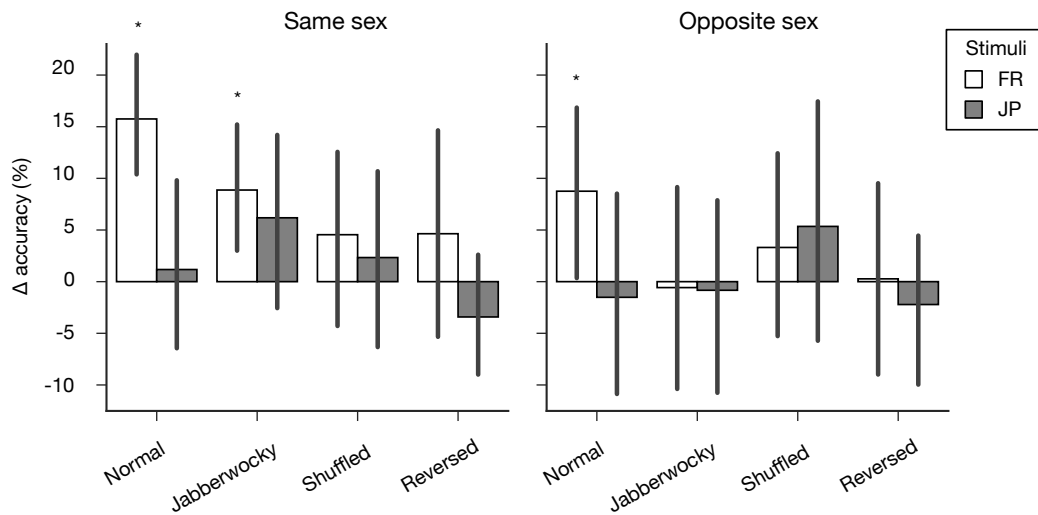 Same sex
Opposite sex
Stimuli
FR
JP
Δ accuracy (%)
20
15
10
5
0
-5
-10
*
*
*
Normal
Jabberwocky
Shuffled
Reversed
Normal
Jabberwocky
Shuffled
Reversed